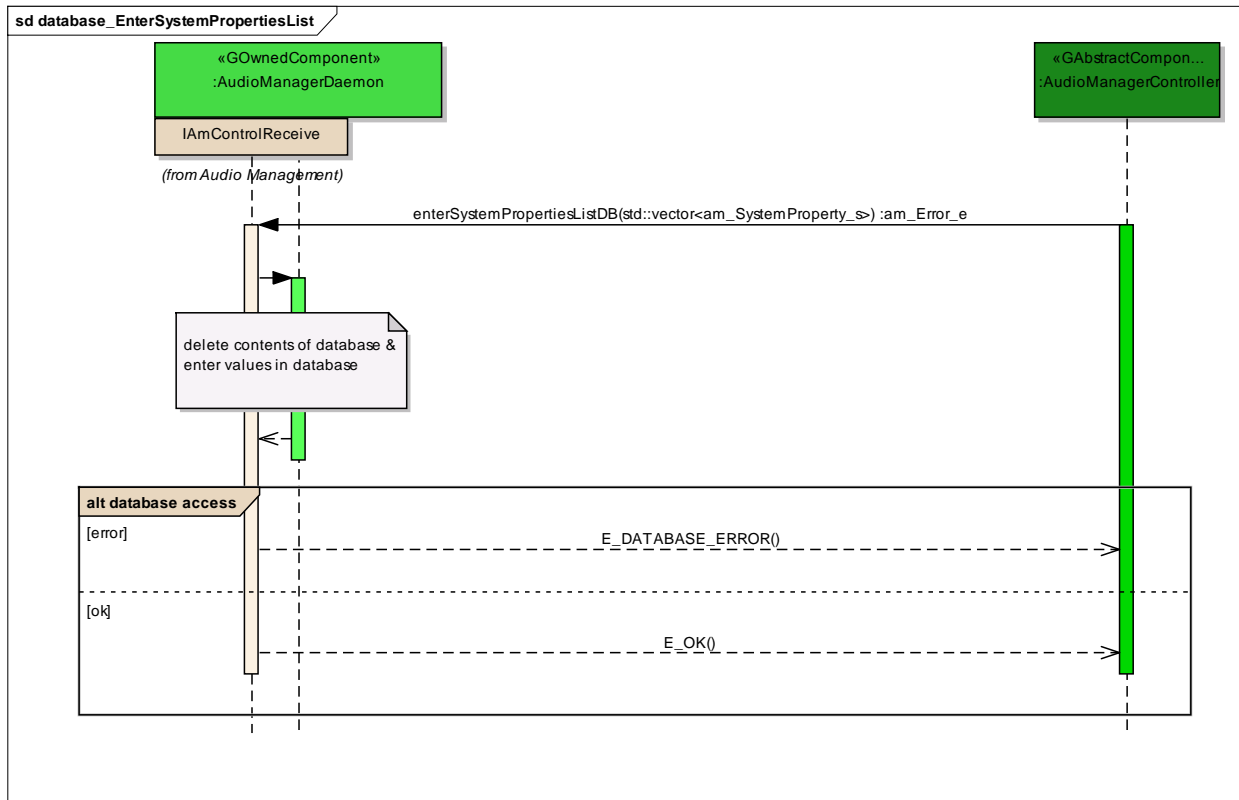 sd database_EnterSystemPropertiesList
«GOwnedComponent»
:AudioManagerDaemon
«GAbstractCompon...
:AudioManagerController
IAmControlReceive
(from Audio Management)
enterSystemPropertiesListDB(std::vector<am_SystemProperty_s>) :am_Error_e
delete contents of database &
enter values in database
alt database access
[error]
E_DATABASE_ERROR()
[ok]
E_OK()